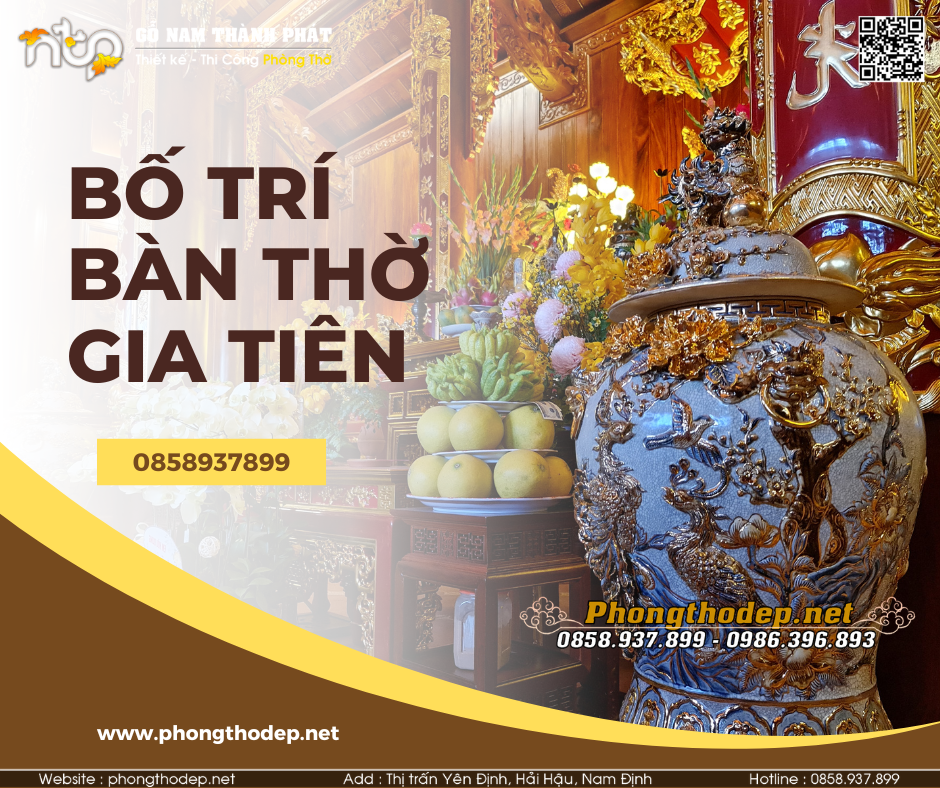 ntp
GỖ NAM THÀNH PHÁT
Thiết kế - Thi Công Phòng Thờ
BỐ TRÍ
BÀN THỜ
GIA TIÊN
0858937899
Phongthodep.net
0858.937.899 - 0986.396.893
www.phongthodep.net
Website : phongthodep.net
Add : Thị trấn Yên Định, Hải Hậu, Nam Định
Hotline : 0858.937.899